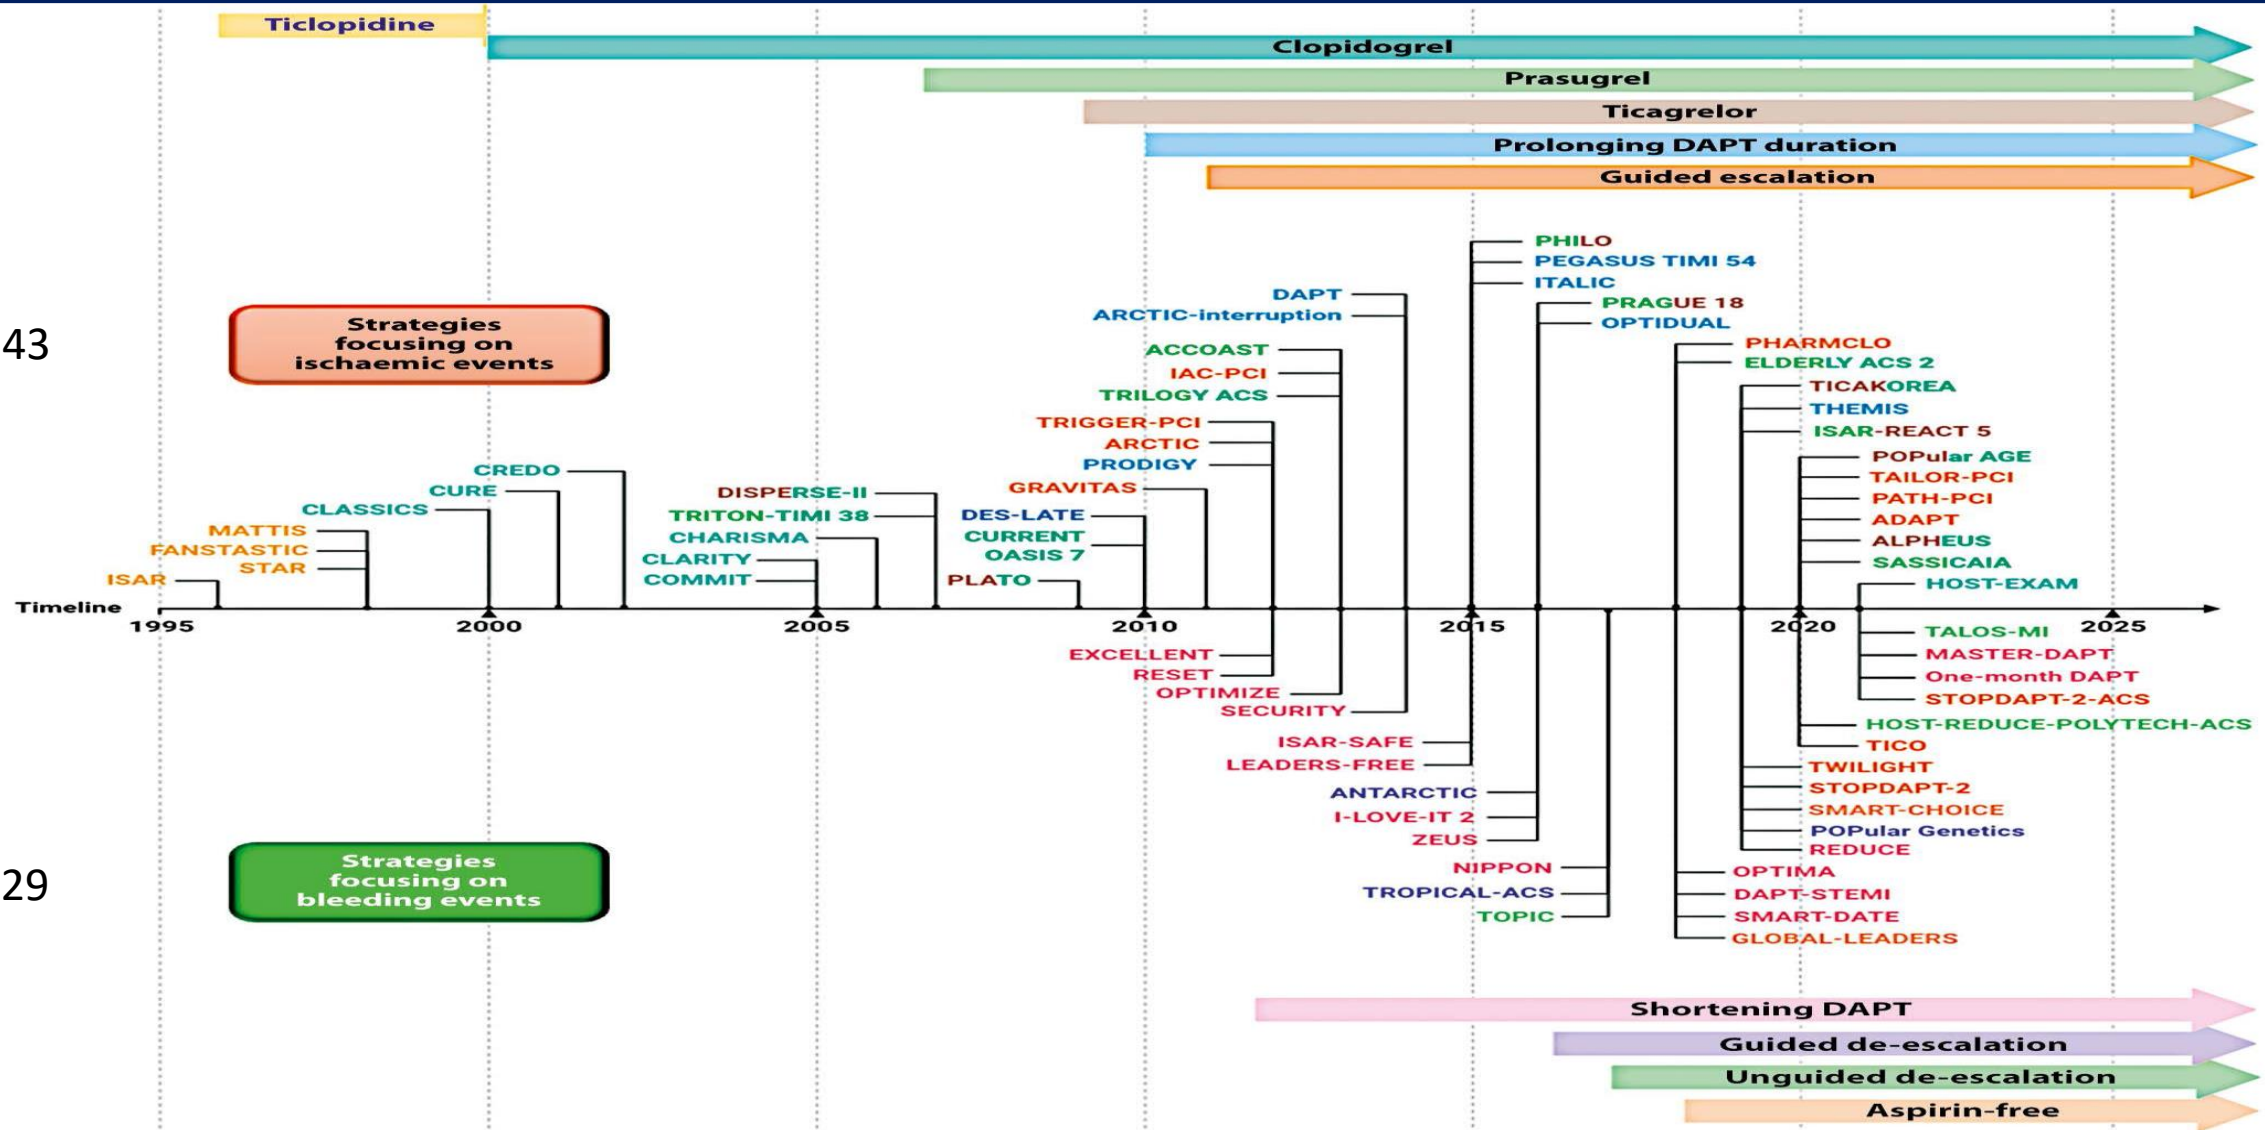 Ticlopidine
Clopidogrel
Prasugrel
Ticagrelor
Prolonging DAPT duration
Guided escalation
43
Strategies
focusing on
ischaemic events
PHILO
PEGASUS TIMI 54
ITALIC
DAPT
ARCTIC-interruption
PRAGUE 18
OPTIDUAL
ACCOAST
IAC-PCI
TRILOGY ACS
PHARMCLO
ELDERLY ACS 2
TICAKOREA
THEMIS
ISAR-REACT 5
TRIGGER-PCI
ARCTIC
PRODIGY
GRAVITAS
POPular AGE
TAILOR-PCI
PATH-PCI
ADAPT
ALPHEUS
SASSICAIA
HOST-EXAM
CREDO
CURE
CLASSICS
MATTIS
FANSTASTIC
STAR
ISAR
DISPERSE-II
TRITON-TIMI 38
CHARISMA
CLARITY
COMMIT
DES-LATE
CURRENT
OASIS 7
PLATO
Timeline
1995
2000
2005
2010
2015
2020
2025
EXCELLENT
RESET
OPTIMIZE
SECURITY
TALOS-MI
MASTER-DAPT
One-month DAPT
STOPDAPT-2-ACS
HOST-REDUCE-POLYTECH-ACS
TICO
ISAR-SAFE
LEADERS-FREE
ANTARCTIC
I-LOVE-IT 2
ZEUS
TWILIGHT
STOPDAPT-2
SMART-CHOICE
POPular Genetics
REDUCE
NIPPON
TROPICAL-ACS
TOPIC
OPTIMA
DAPT-STEMI
SMART-DATE
GLOBAL-LEADERS
29
Strategies
focusing on
bleeding events
Shortening DAPT
Guided de-escalation
Unguided de-escalation
Aspirin-free